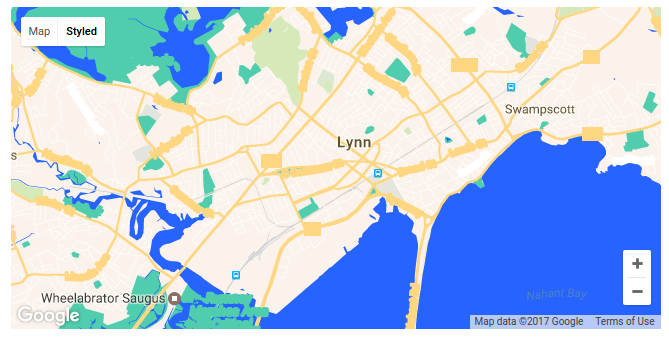 Map Styled
Swampscott
Lynn
s
Nahant Bay
Wheelabrator Saugus
Google
+
−
Map data ©2017 Google Terms of Use